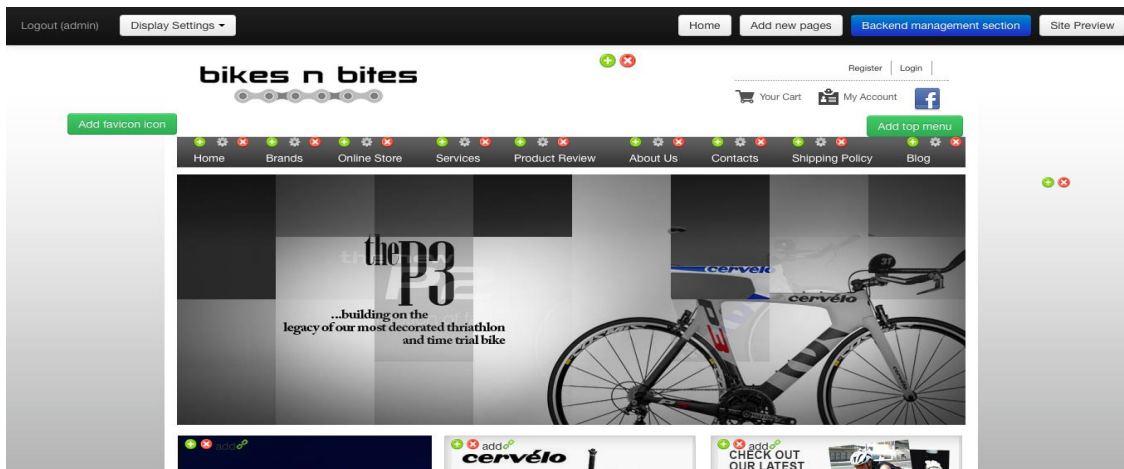 Logout (admin) Display Settings Home Add new pages Backend management section Site Preview
bikes n bites
Register Login
Your Cart My Account f
Add favicon icon Add top menu
Home Brands Online Store Services Product Review About Us Contacts Shipping Policy Blog
the new
theP3
...building on the
legacy of our most decorated thriathlon
and time trial bike
cervélo
3T
cervélo
add add add
cervélo CHECK OUT
OUR LATEST